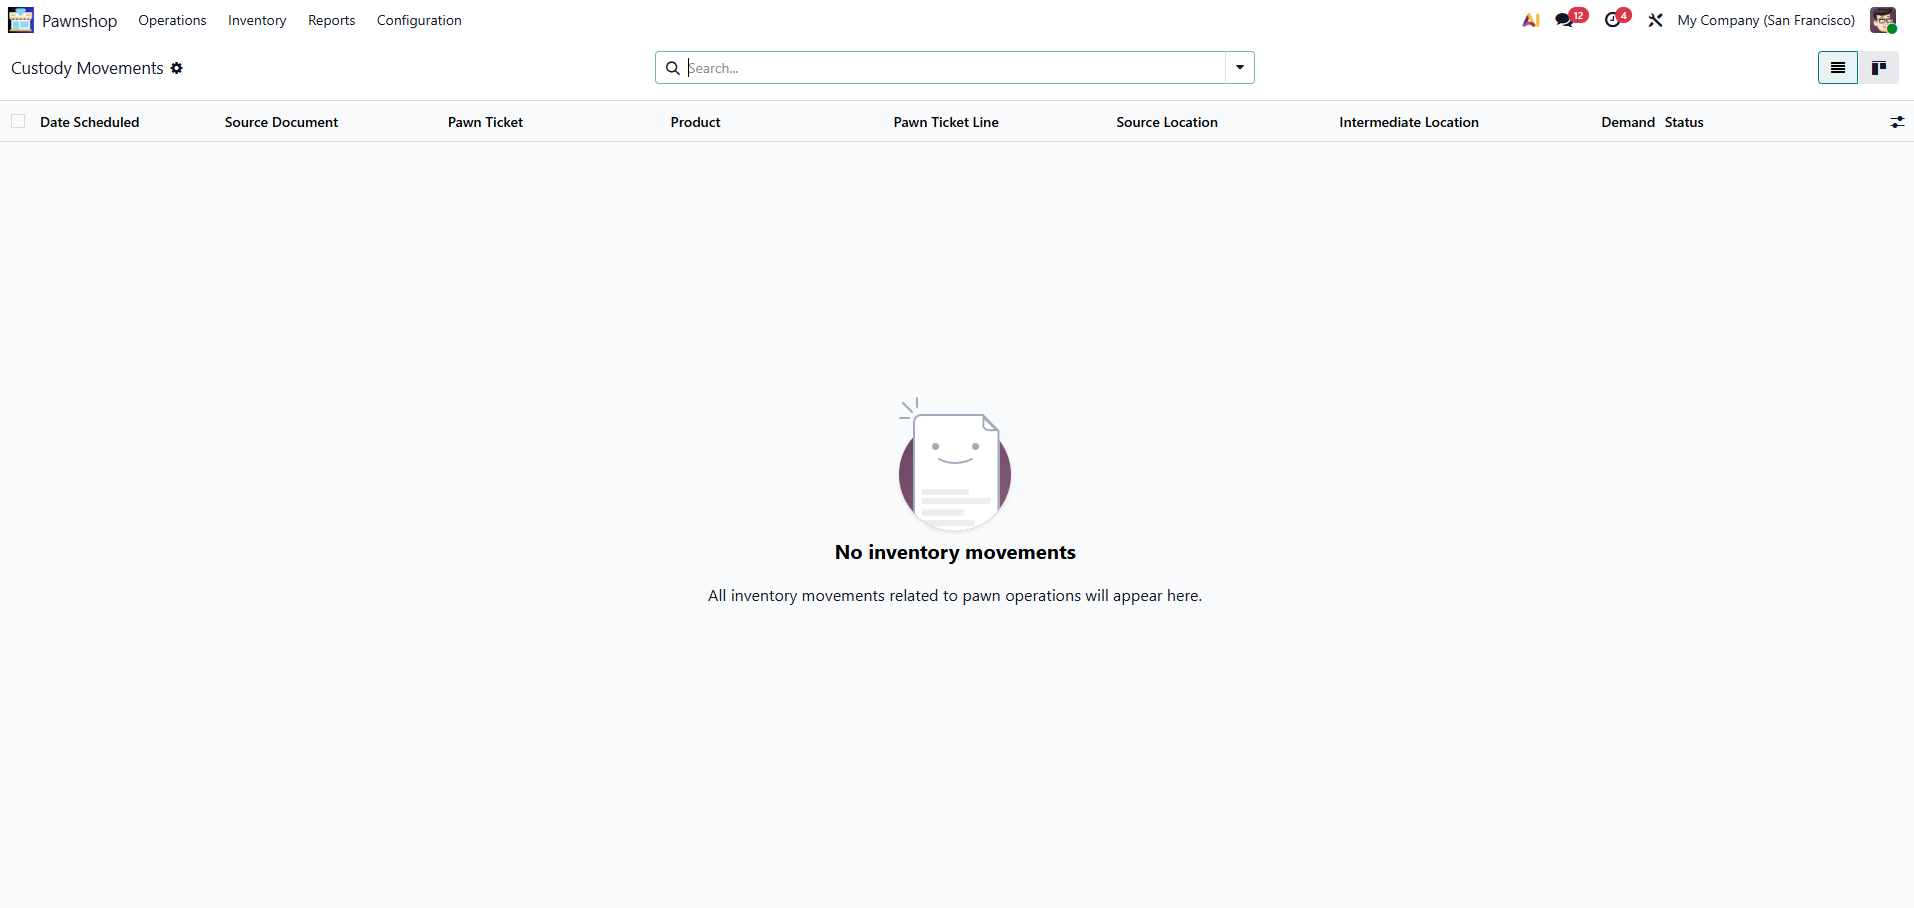 Pawnshop Operations Inventory Reports Configuration AI 12 4 My Company (San Francisco)
Custody Movements Search...
Date Scheduled Source Document Pawn Ticket Product Pawn Ticket Line Source Location Intermediate Location Demand Status
No inventory movements
All inventory movements related to pawn operations will appear here.